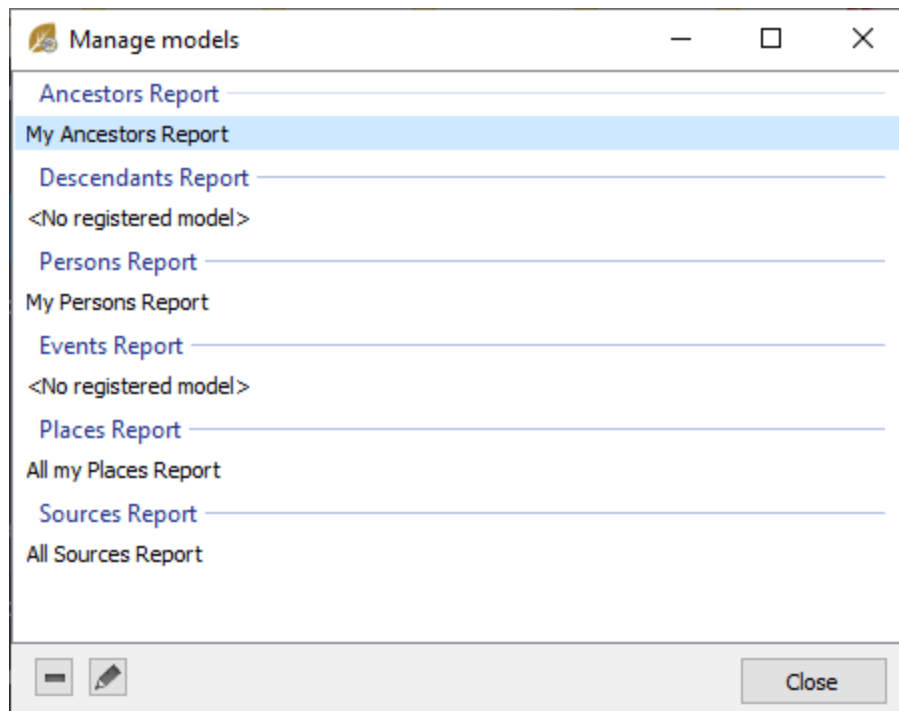 Manage models
Ancestors Report
My Ancestors Report
Descendants Report
<No registered model>
Persons Report
My Persons Report
Events Report
<No registered model>
Places Report
All my Places Report
Sources Report
All Sources Report
Close